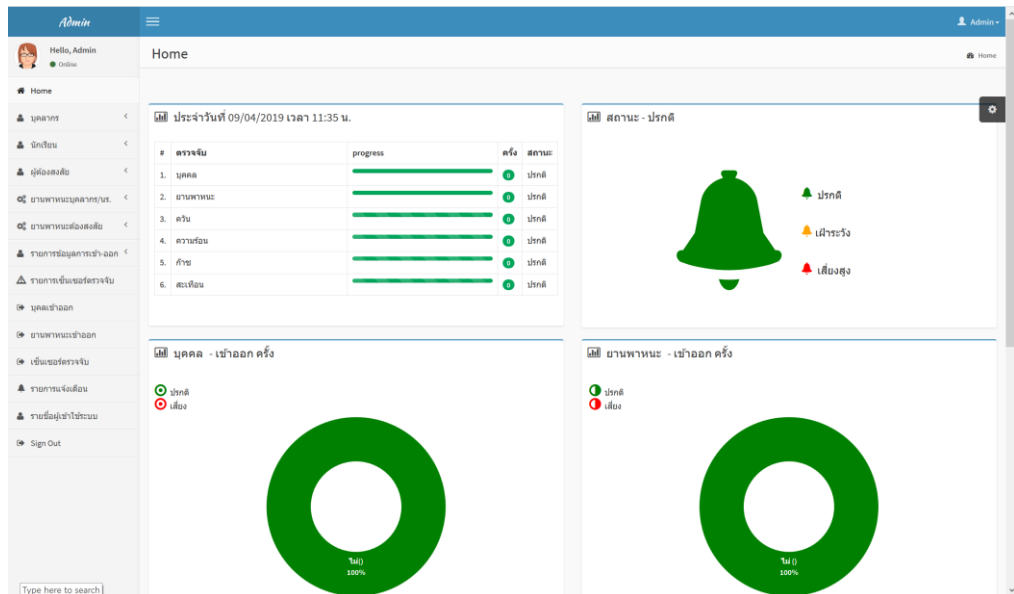 Admin
Admin
Hello, Admin
Online
Home
Home
Home
บุคลากร
นักเรียน
ผู้ต้องสงสัย
ยานพาหนะบุคลากร/นร.
ยานพาหนะต้องสงสัย
รายการข้อมูลการเข้า-ออก
รายการเซ็นเซอร์ตรวจจับ
บุคลเข้าออก
ยานพาหนะเข้าออก
เซ็นเซอร์ตรวจจับ
รายการแจ้งเตือน
รายชื่อผู้เข้าใช้ระบบ
Sign Out
Type here to search
ประจำวันที่ 09/04/2019 เวลา 11:35 น.
# ตรวจจับ progress ครั้ง สถานะ
1. บุคคล 0 ปรกติ
2. ยานพาหนะ 0 ปรกติ
3. ควัน 0 ปรกติ
4. ความร้อน 0 ปรกติ
5. ก๊าซ 0 ปรกติ
6. สะเทือน 0 ปรกติ
สถานะ - ปรกติ
ปรกติ
เฝ้าระวัง
เสี่ยงสูง
บุคคล - เข้าออก ครั้ง
ปรกติ
เสี่ยง
ไม่()
100%
ยานพาหนะ - เข้าออก ครั้ง
ปรกติ
เสี่ยง
ไม่ ()
100%